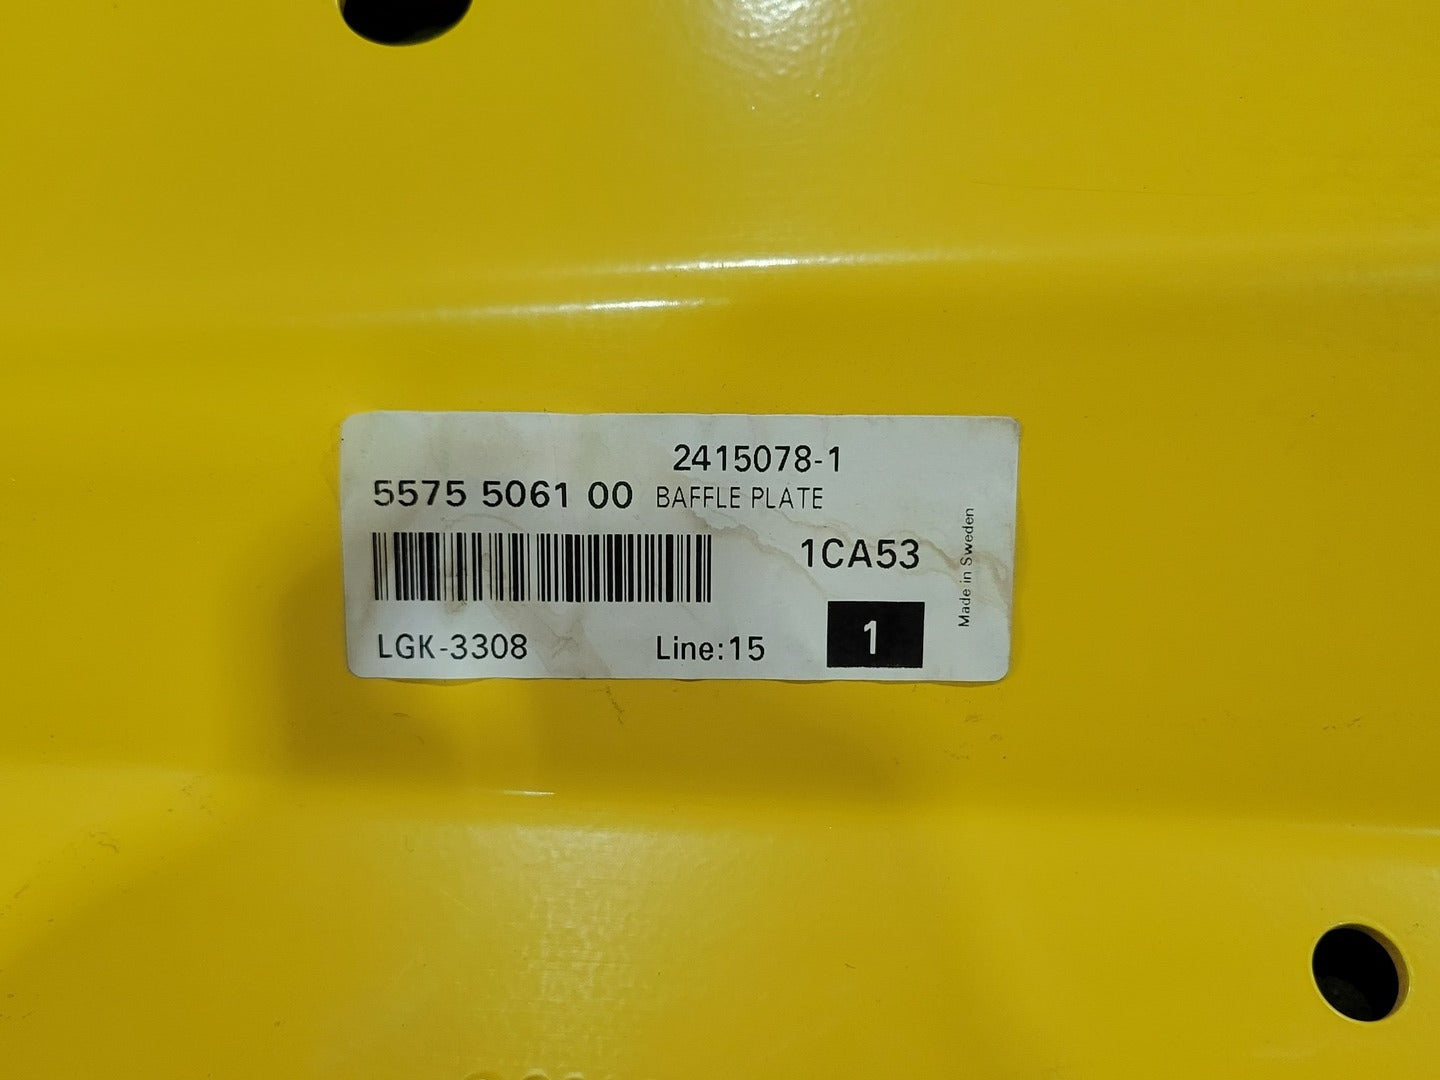 2415078-1
5575 5061 00 BAFFLE PLATE
1CA53
LGK-3308 Line:15 1
Made in Sweden